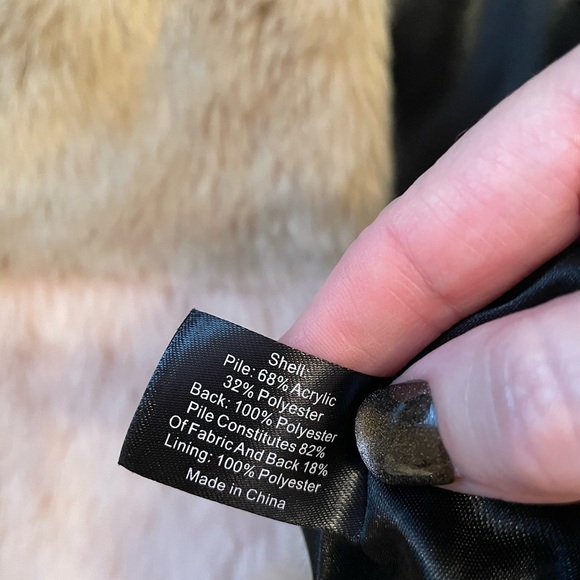 Shell:
Pile: 68% Acrylic
32% Polyester
Back: 100% Polyester
Pile Constitutes 82%
Of Fabric And Back 18%
Lining: 100% Polyester
Made in China